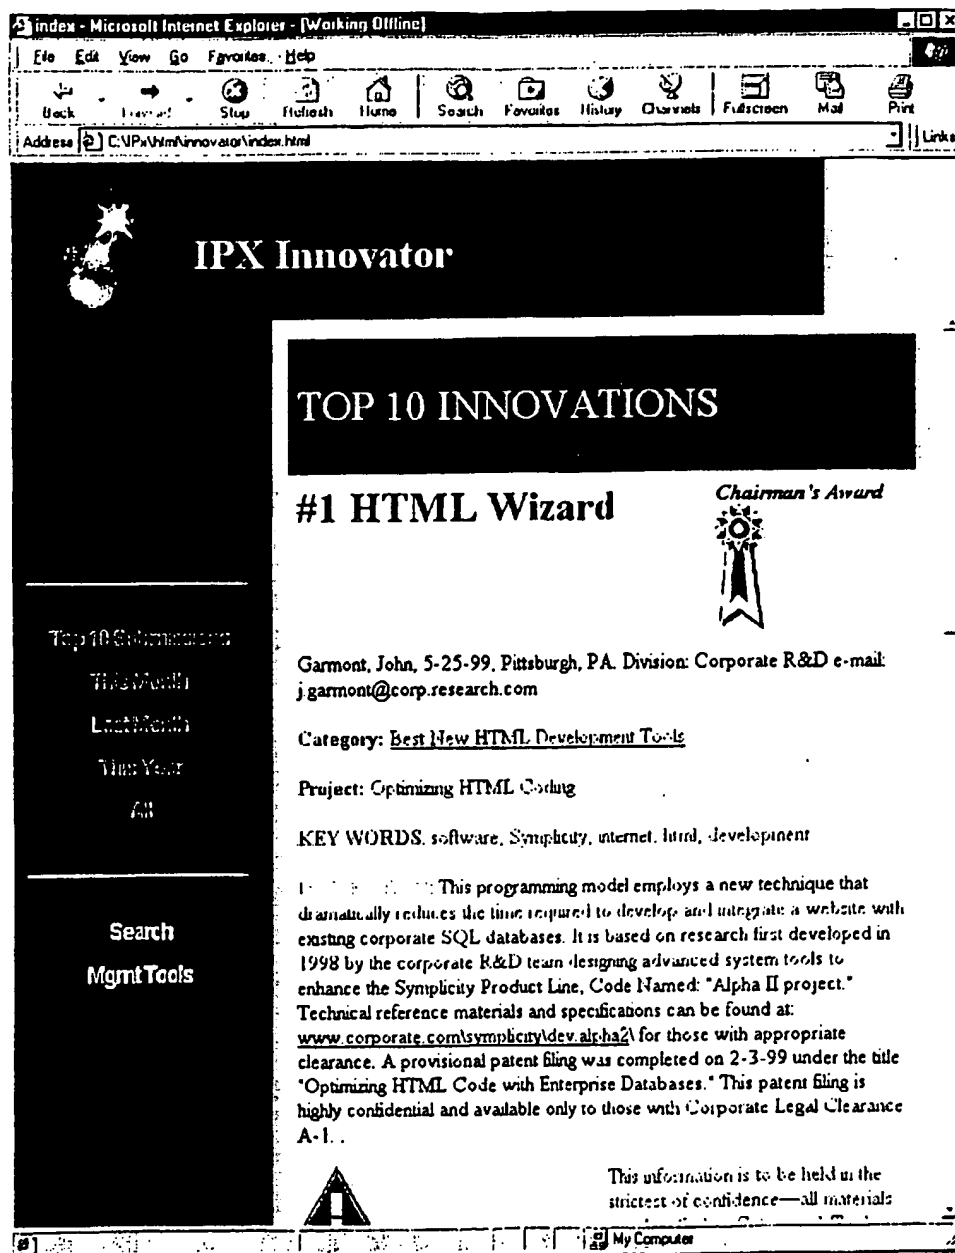 index - Microsoft Internet Explorer - [Working Offline]
File Edit View Go Favorites Help
Back Forward Stop Refresh Home Search Favorites History Channels Fullscreen Mail Print
Address C:\IPx\html\innovator\index.html Links
IPX Innovator
TOP 10 INNOVATIONS
#1 HTML Wizard
Chairman's Award
Top 10 Submissions
This Month
Last Month
This Year
All
Search
Mgmt Tools
Garmont, John, 5-25-99, Pittsburgh, PA. Division: Corporate R&D e-mail:
j.garmont@corp.research.com
Category: Best New HTML Development Tools
Project: Optimizing HTML Coding
KEY WORDS. software, Symplicity, internet, html, development
This programming model employs a new technique that
dramatically reduces the time required to develop and integrate a website with
existing corporate SQL databases. It is based on research first developed in
1998 by the corporate R&D team designing advanced system tools to
enhance the Symplicity Product Line, Code Named: "Alpha II project."
Technical reference materials and specifications can be found at:
www.corporate.com\symplicity\dev.alpha2\ for those with appropriate
clearance. A provisional patent filing was completed on 2-3-99 under the title
"Optimizing HTML Code with Enterprise Databases." This patent filing is
highly confidential and available only to those with Corporate Legal Clearance
A-1. .
This information is to be held in the
strictest of confidence—all materials
My Computer